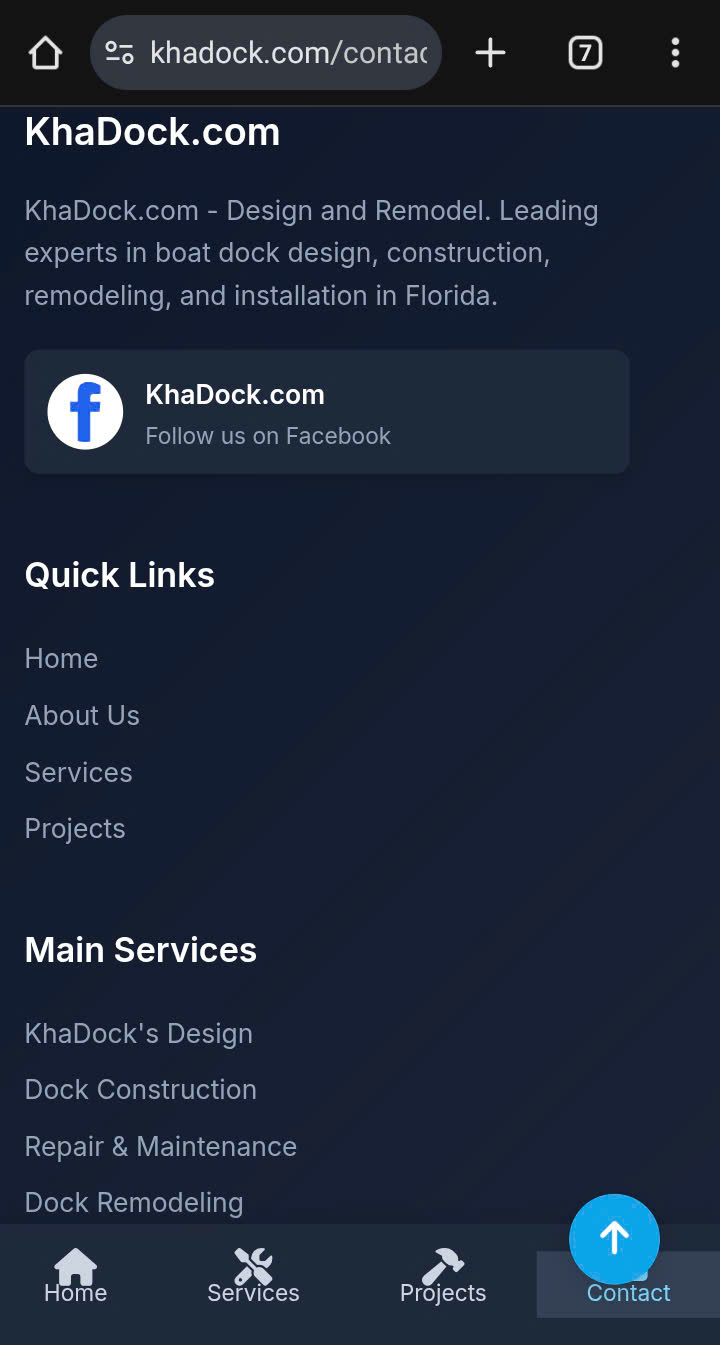 khadock.com/contac
7
KhaDock.com
KhaDock.com - Design and Remodel. Leading
experts in boat dock design, construction,
remodeling, and installation in Florida.
KhaDock.com
Follow us on Facebook
Quick Links
Home
About Us
Services
Projects
Main Services
KhaDock's Design
Dock Construction
Repair & Maintenance
Dock Remodeling
Home Services Projects Contact